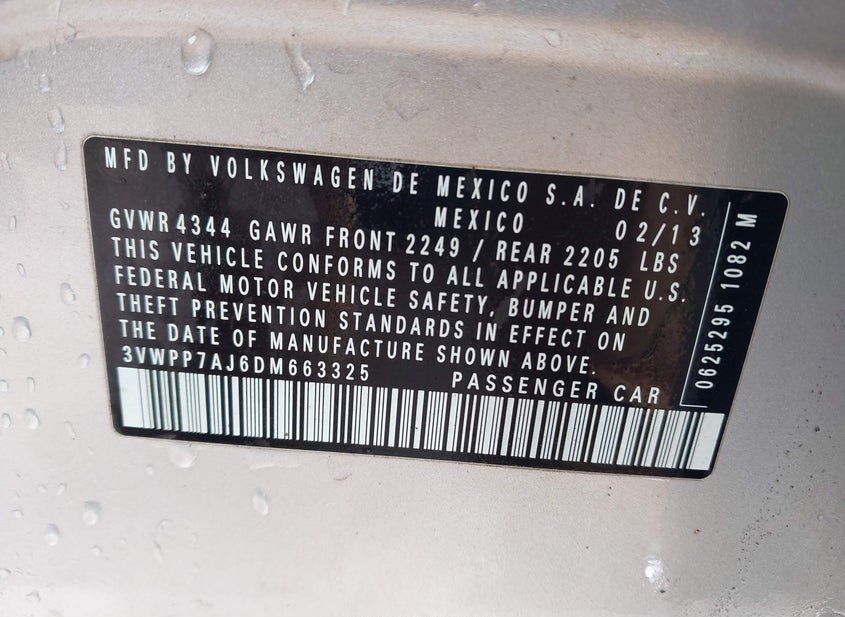 MFD BY VOLKSWAGEN DE MEXICO S.A. DE C.V.
MEXICO 02/13
GVWR 4344 GAWR FRONT 2249 / REAR 2205 LBS
THIS VEHICLE CONFORMS TO ALL APPLICABLE U.S.
FEDERAL MOTOR VEHICLE SAFETY, BUMPER AND
THEFT PREVENTION STANDARDS IN EFFECT ON
THE DATE OF MANUFACTURE SHOWN ABOVE.
3VWPP7AJ6DM663325 PASSENGER CAR
0625295 1082 M